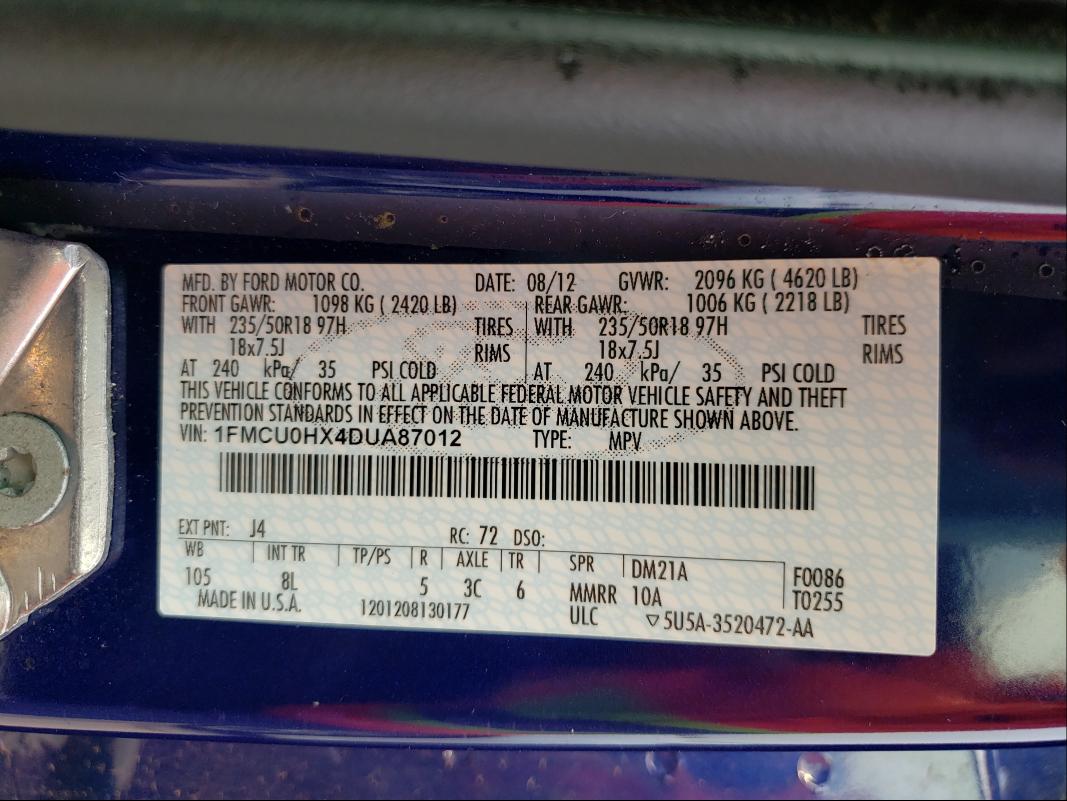 MFD. BY FORD MOTOR CO. DATE: 08/12 GVWR: 2096 KG ( 4620 LB)
FRONT GAWR: 1098 KG ( 2420 LB) REAR GAWR: 1006 KG ( 2218 LB)
WITH 235/50R18 97H TIRES WITH 235/50R18 97H TIRES
18x7.5J RIMS 18x7.5J RIMS
AT 240 kPa/ 35 PSI COLD AT 240 kPa/ 35 PSI COLD
THIS VEHICLE CONFORMS TO ALL APPLICABLE FEDERAL MOTOR VEHICLE SAFETY AND THEFT
PREVENTION STANDARDS IN EFFECT ON THE DATE OF MANUFACTURE SHOWN ABOVE.
VIN: 1FMCU0HX4DUA87012 TYPE: MPV
EXT PNT: J4 RC: 72 DSO:
WB INT TR TP/PS R AXLE TR SPR DM21A F0086
105 8L 5 3C 6 MMRR 10A T0255
MADE IN U.S.A. 1201208130177 ULC ▽5U5A-3520472-AA